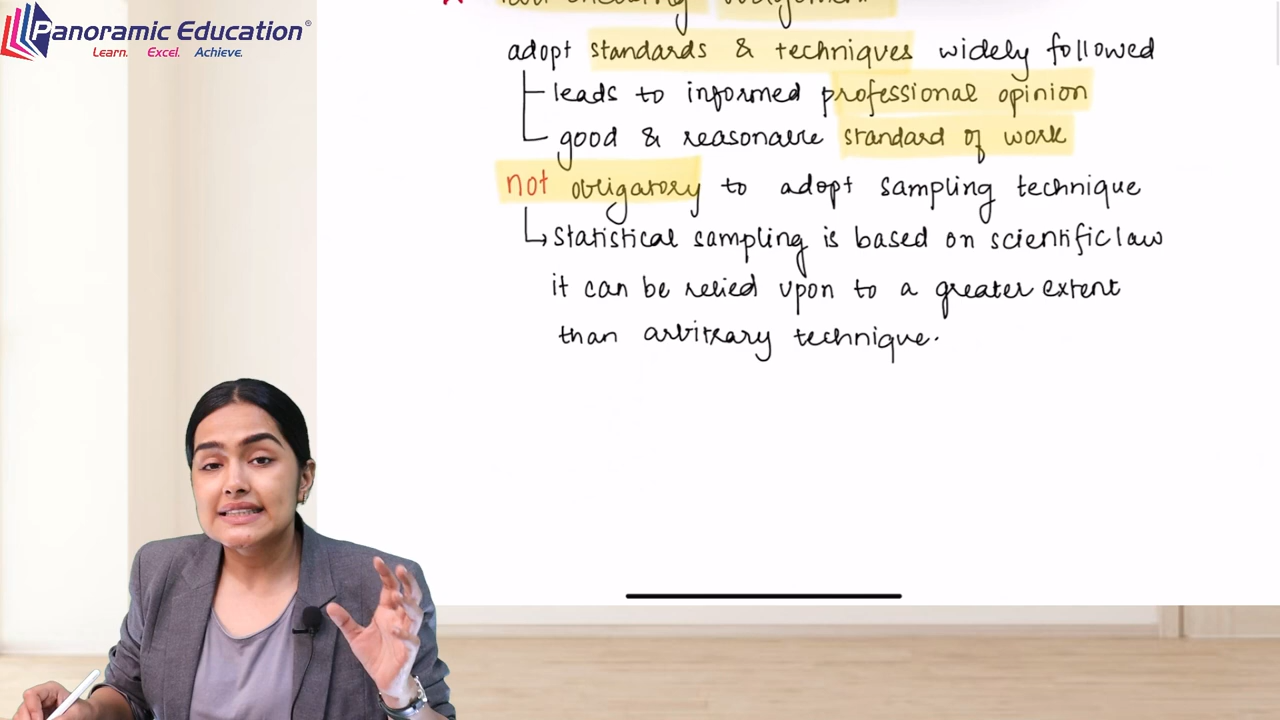 Panoramic Education®
Learn. Excel. Achieve.
adopt standards & techniques widely followed
leads to informed professional opinion
good & reasonable standard of work
not obligatory to adopt sampling technique
statistical sampling is based on scientific law
it can be relied upon to a greater extent
than arbitrary technique.